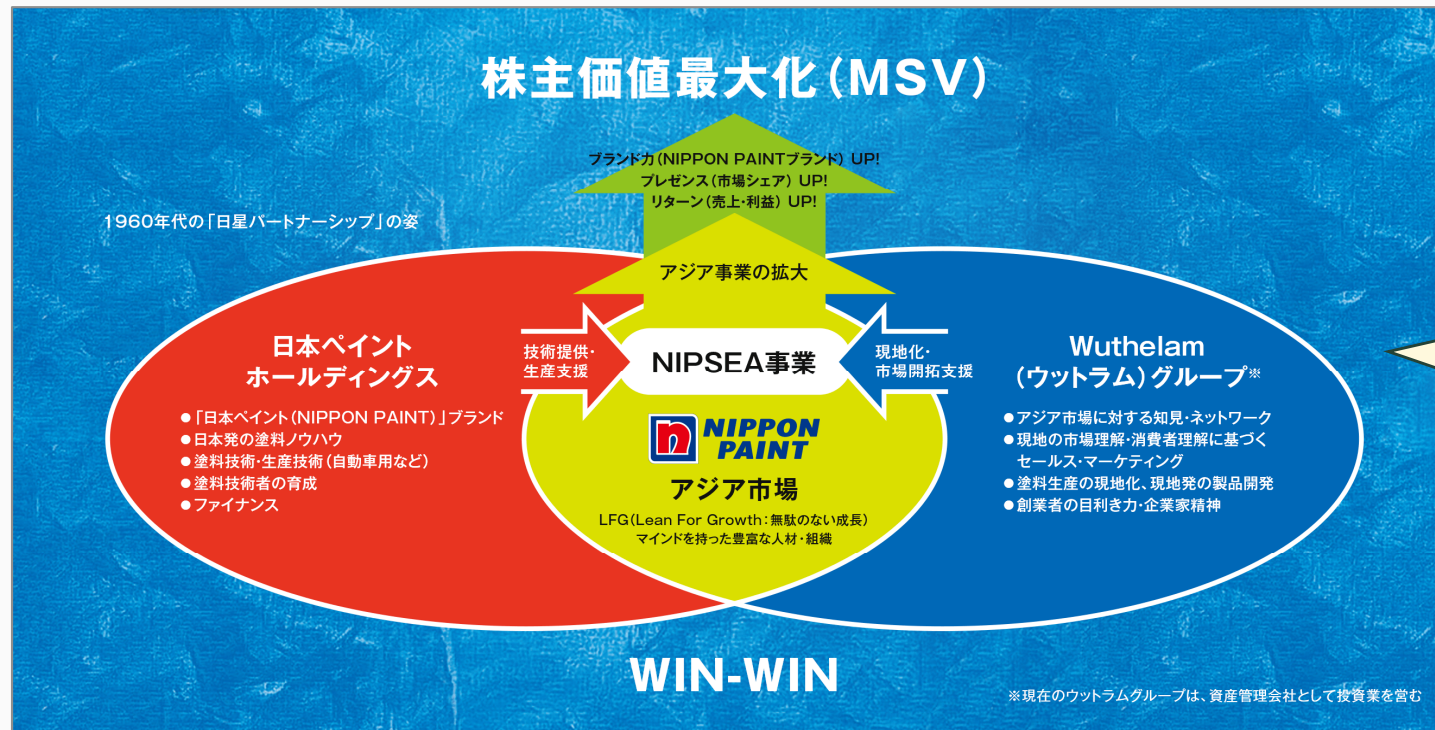 株主価値最大化（MSV）
ブランド力（NIPPON PAINTブランド） UP!
プレゼンス（市場シェア） UP!
リターン（売上・利益） UP!
1960年代の「日星パートナーシップ」の姿
アジア事業の拡大
日本ペイント
ホールディングス
●「日本ペイント（NIPPON PAINT）」ブランド
●日本発の塗料ノウハウ
●塗料技術・生産技術（自動車用など）
●塗料技術者の育成
●ファイナンス
技術提供・
生産支援
NIPSEA事業
現地化・
市場開拓支援
n NIPPON
PAINT
アジア市場
LFG（Lean For Growth：無駄のない成長）
マインドを持った豊富な人材・組織
Wuthelam
（ウットラム）グループ※
●アジア市場に対する知見・ネットワーク
●現地の市場理解・消費者理解に基づく
セールス・マーケティング
●塗料生産の現地化、現地発の製品開発
●創業者の目利き力・企業家精神
WIN-WIN
※現在のウットラムグループは、資産管理会社として投資業を営む